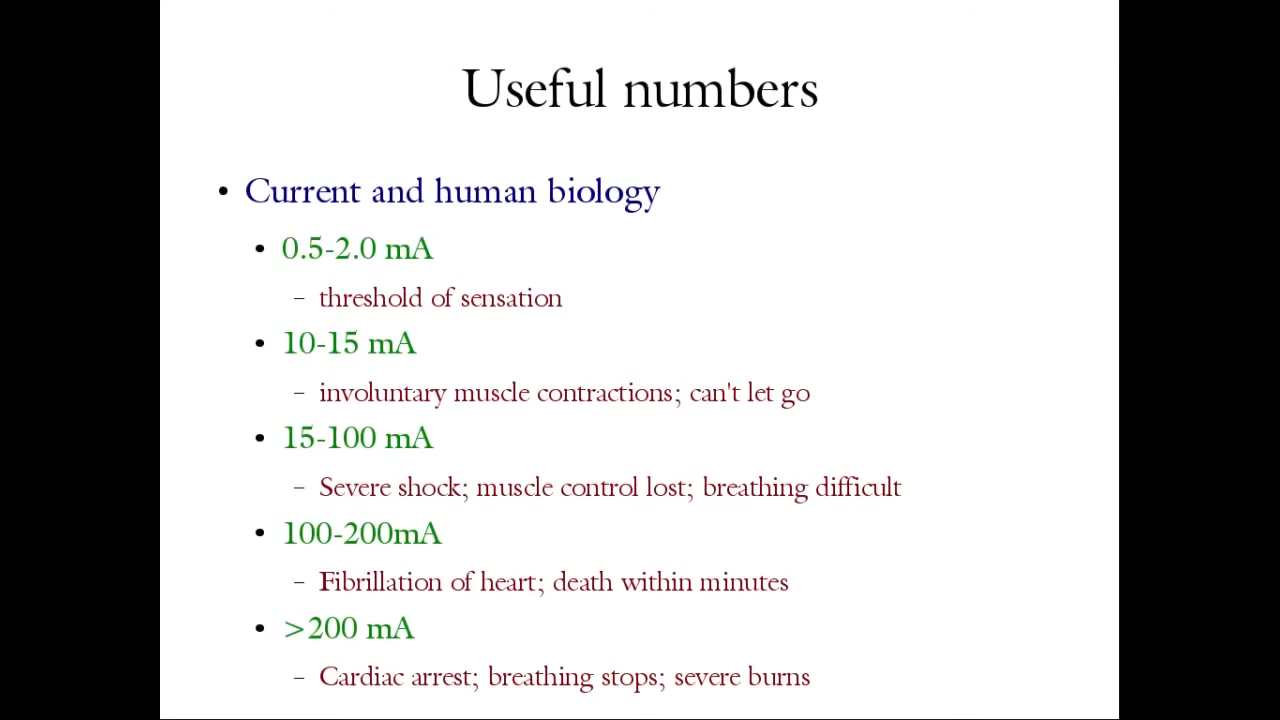 Useful numbers
• Current and human biology
• 0.5-2.0 mA
– threshold of sensation
• 10-15 mA
– involuntary muscle contractions; can't let go
• 15-100 mA
– Severe shock; muscle control lost; breathing difficult
• 100-200mA
– Fibrillation of heart; death within minutes
• >200 mA
– Cardiac arrest; breathing stops; severe burns